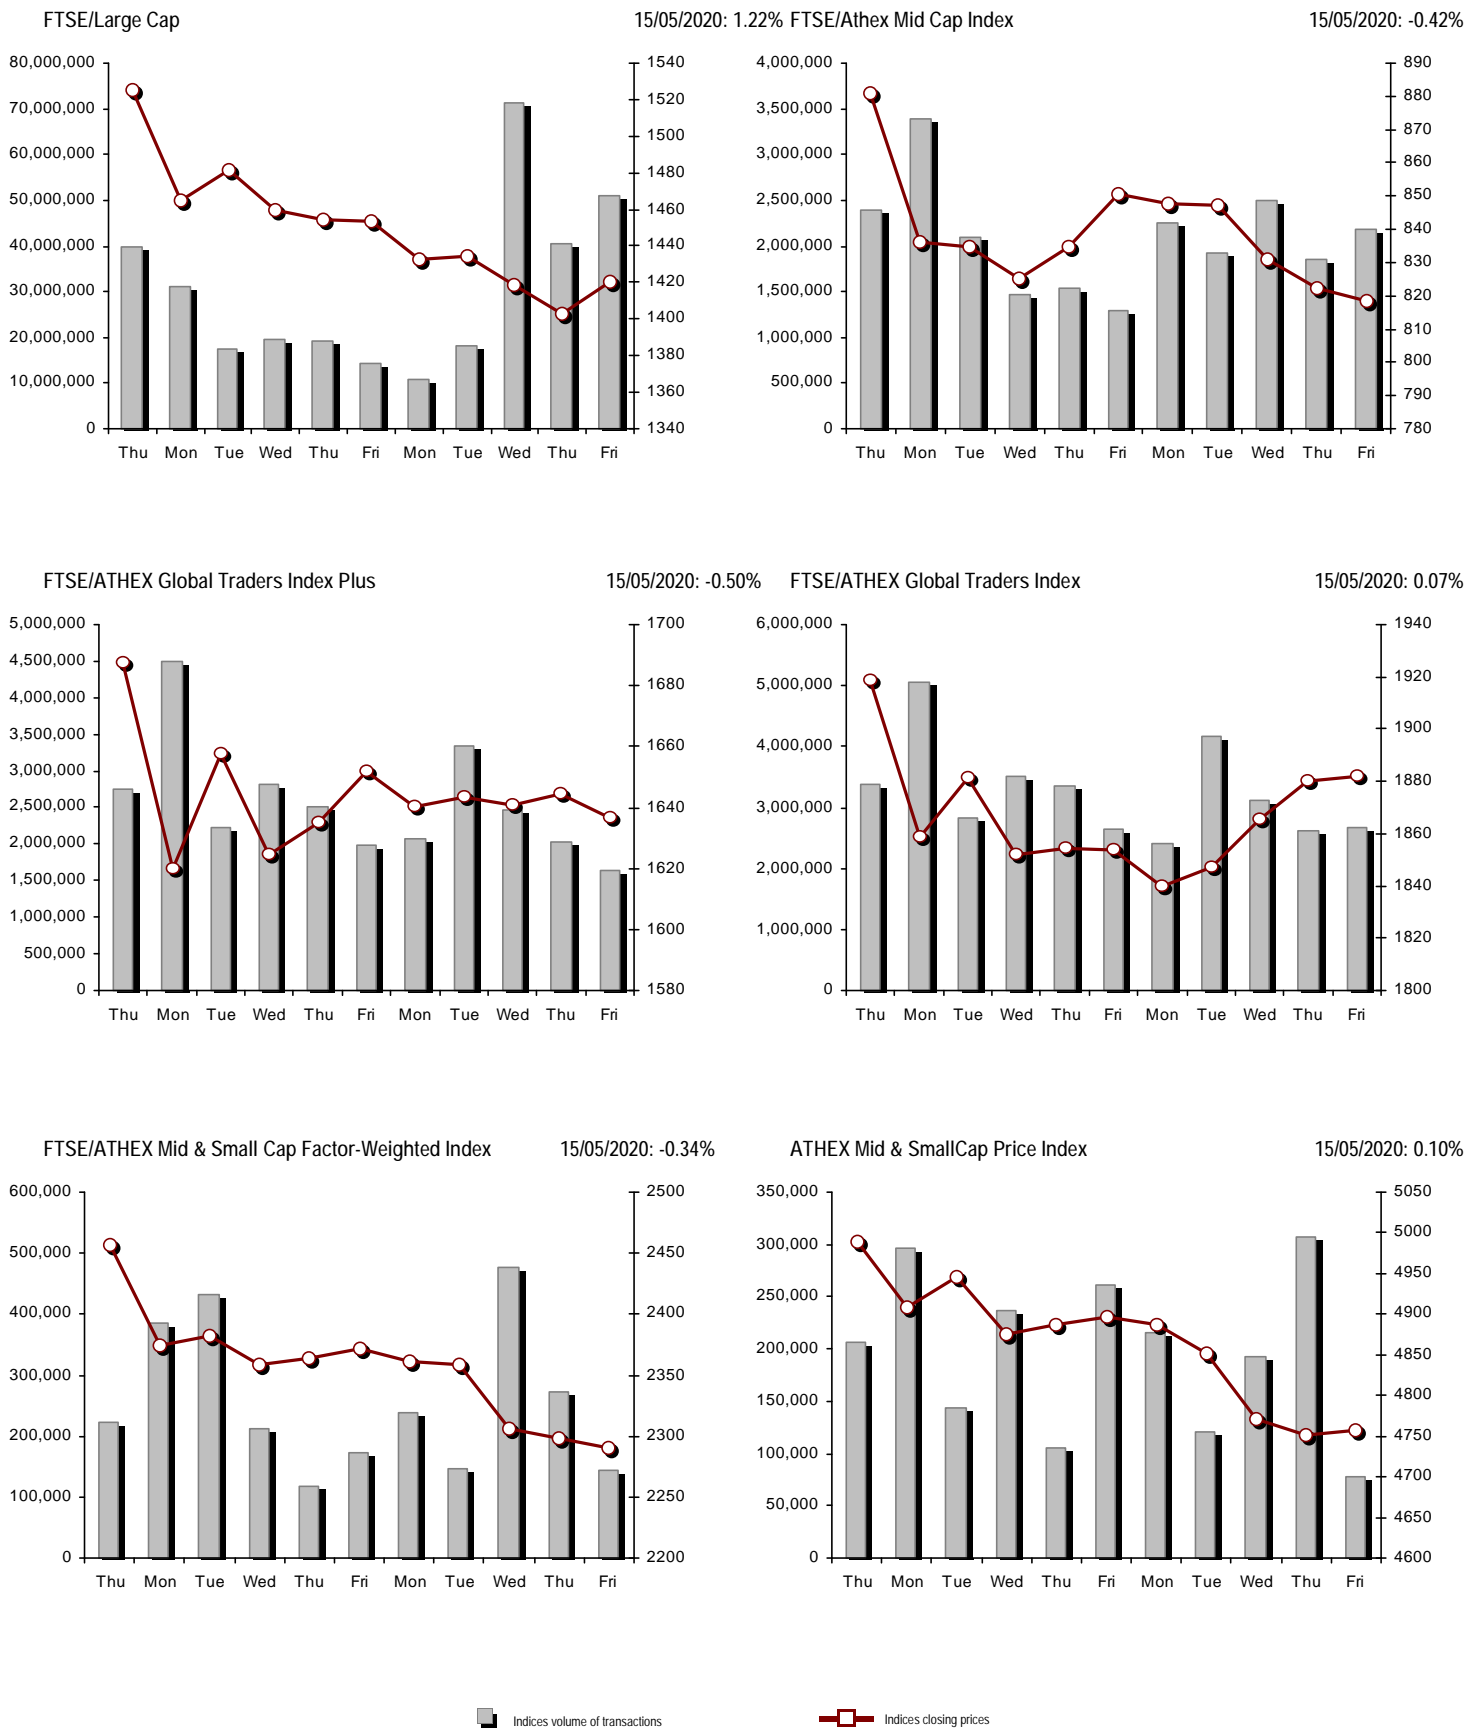 FTSE/Large Cap 15/05/2020: 1.22% FTSE/Athex Mid Cap Index 15/05/2020: -0.42%
80,000,000 1540 4,000,000 890
70,000,000 1520 3,500,000 880
60,000,000 1500 3,000,000 870
50,000,000 1480 2,500,000 860
40,000,000 1460 2,000,000 850
30,000,000 1440 1,500,000 840
20,000,000 1420 1,000,000 830
10,000,000 1400 500,000 820
0 1380 0 810
1360 800
1340 790
780
Thu Mon Tue Wed Thu Fri Mon Tue Wed Thu Fri Thu Mon Tue Wed Thu Fri Mon Tue Wed Thu Fri
FTSE/ATHEX Global Traders Index Plus 15/05/2020: -0.50% FTSE/ATHEX Global Traders Index 15/05/2020: 0.07%
5,000,000 1700 6,000,000 1940
4,500,000 1680 5,000,000 1920
4,000,000 1660 4,000,000 1900
3,500,000 1640 3,000,000 1880
3,000,000 1620 2,000,000 1860
2,500,000 1600 1,000,000 1840
2,000,000 1580 0 1820
1,500,000 1800
1,000,000
500,000
0
Thu Mon Tue Wed Thu Fri Mon Tue Wed Thu Fri Thu Mon Tue Wed Thu Fri Mon Tue Wed Thu Fri
FTSE/ATHEX Mid & Small Cap Factor-Weighted Index 15/05/2020: -0.34% ATHEX Mid & SmallCap Price Index 15/05/2020: 0.10%
600,000 2500 350,000 5050
500,000 2450 300,000 5000
400,000 2400 250,000 4950
300,000 2350 200,000 4900
200,000 2300 150,000 4850
100,000 2250 100,000 4800
0 2200 50,000 4750
0 4700
4650
4600
Thu Mon Tue Wed Thu Fri Mon Tue Wed Thu Fri Thu Mon Tue Wed Thu Fri Mon Tue Wed Thu Fri
Indices volume of transactions Indices closing prices